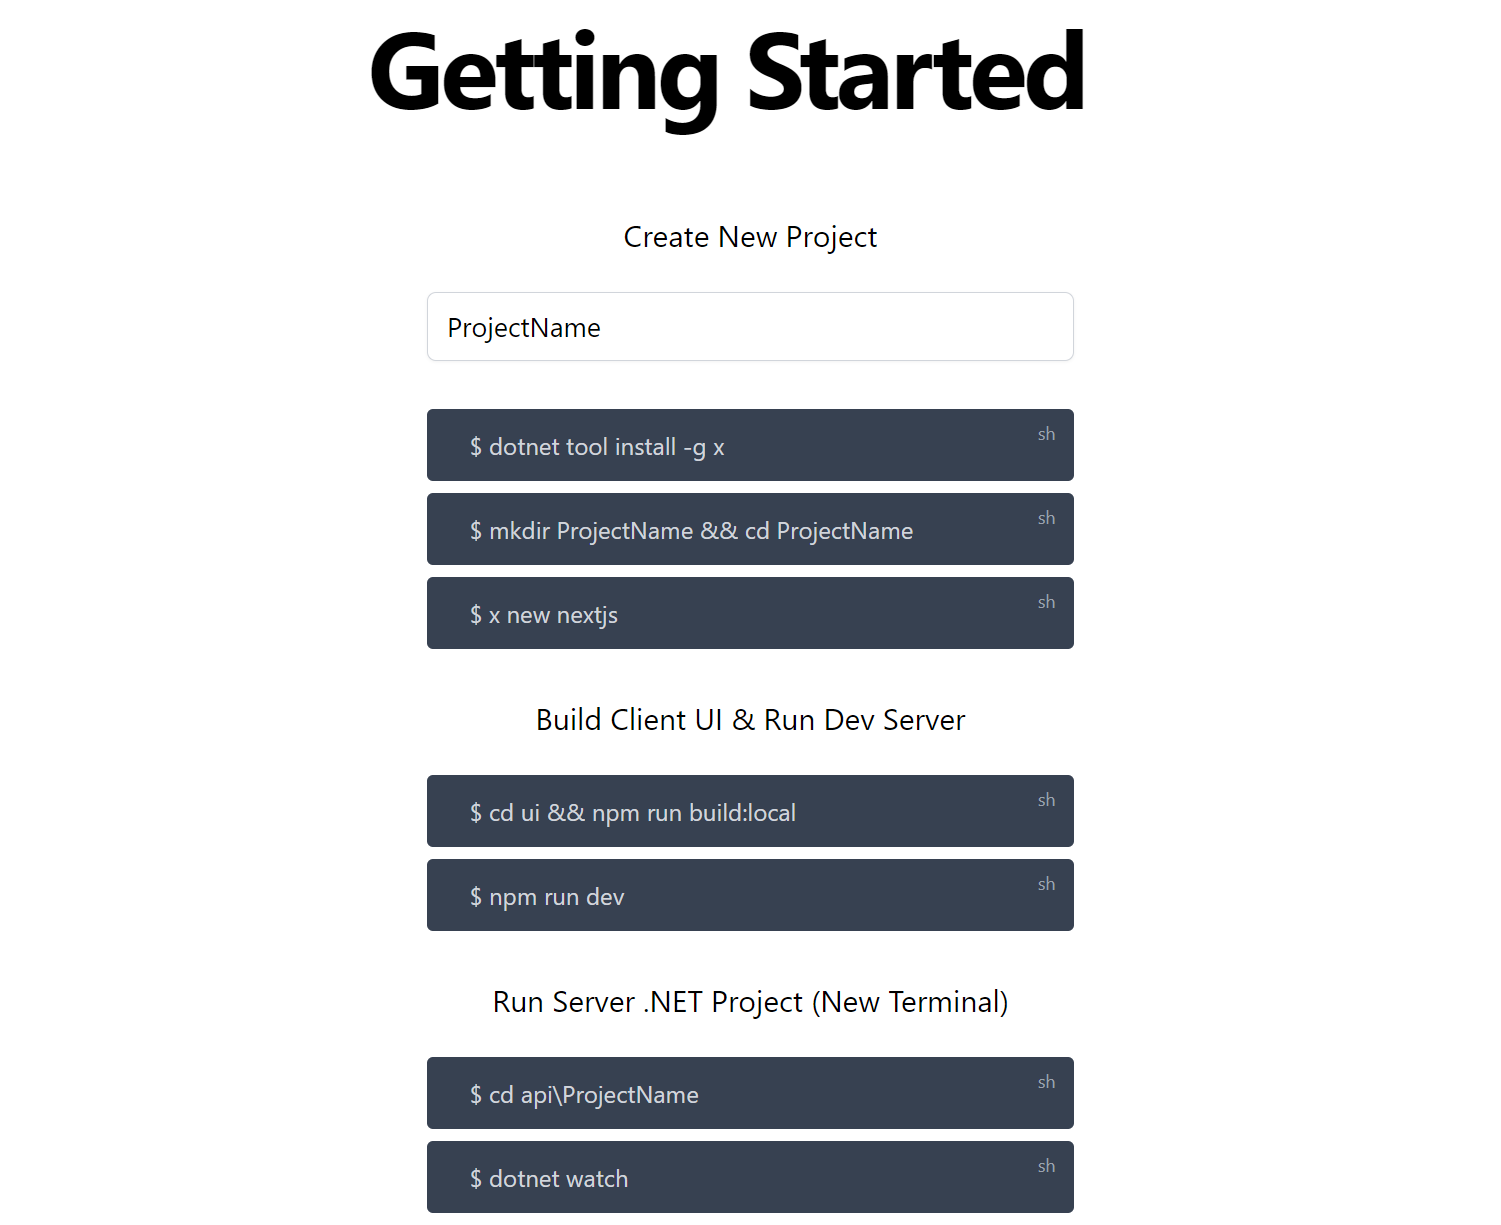 Getting Started
Create New Project
ProjectName
$ dotnet tool install -g x
sh
$ mkdir ProjectName && cd ProjectName
sh
$ x new nextjs
sh
Build Client UI & Run Dev Server
$ cd ui && npm run build:local
sh
$ npm run dev
sh
Run Server .NET Project (New Terminal)
$ cd api\ProjectName
sh
$ dotnet watch
sh